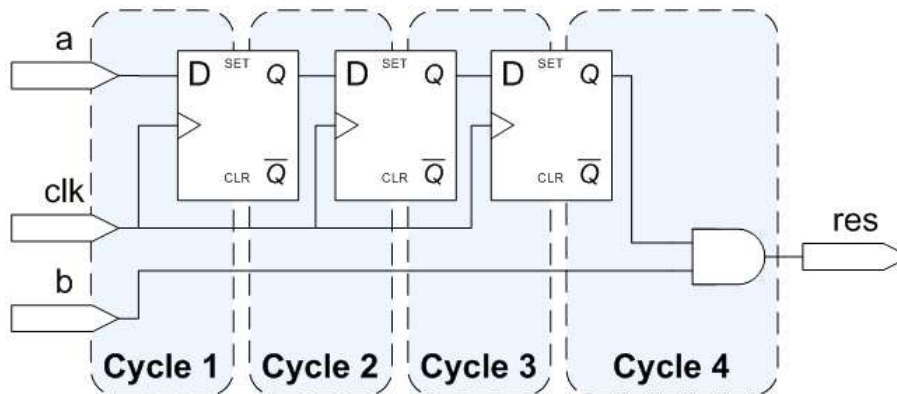 a
D SET Q
D SET Q
D SET Q
CLR Q
CLR Q
CLR Q
clk
res
b
Cycle 1
Cycle 2
Cycle 3
Cycle 4